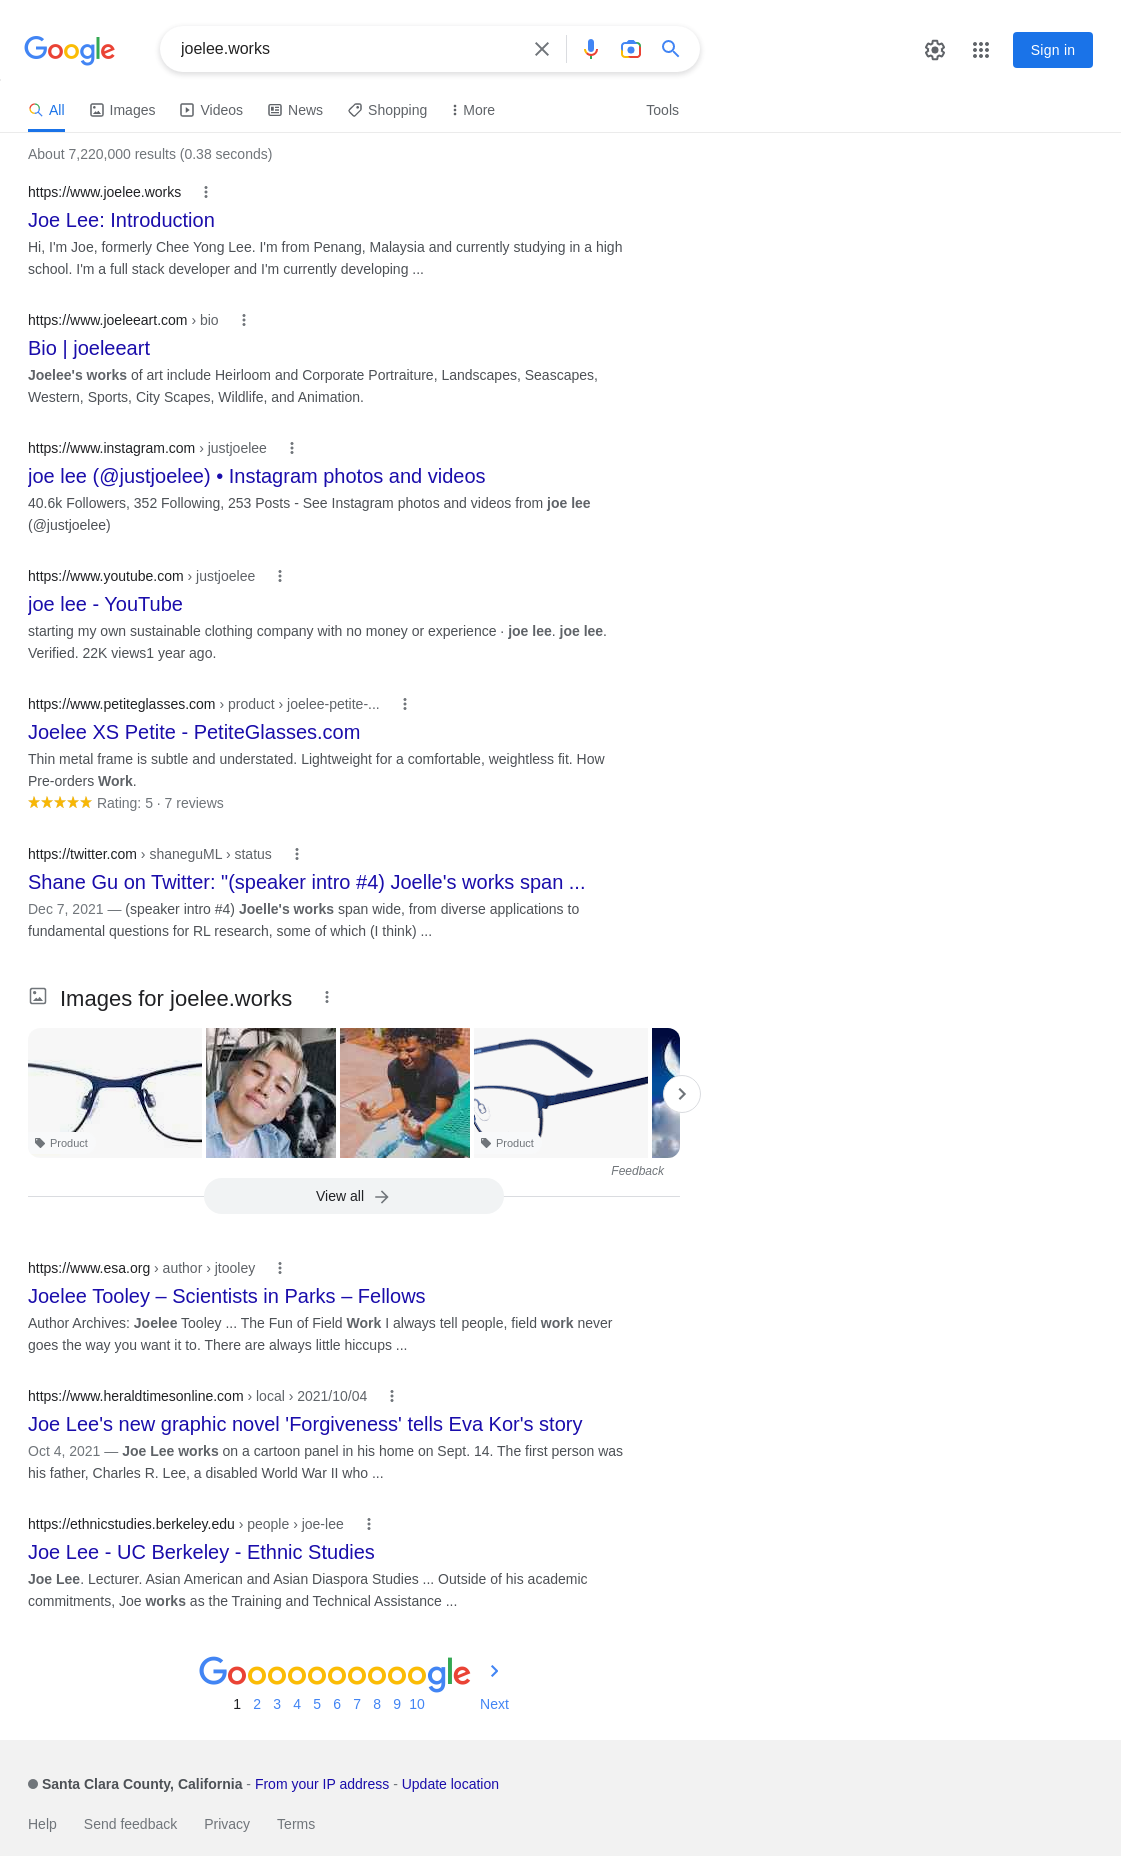 Google
joelee.works
Sign in
All
Images
Videos
News
Shopping
More
Tools
About 7,220,000 results (0.38 seconds)
https://www.joelee.works
Joe Lee: Introduction
Hi, I'm Joe, formerly Chee Yong Lee. I'm from Penang, Malaysia and currently studying in a high
school. I'm a full stack developer and I'm currently developing ...
https://www.joeleeart.com › bio
Bio | joeleeart
Joelee's works of art include Heirloom and Corporate Portraiture, Landscapes, Seascapes,
Western, Sports, City Scapes, Wildlife, and Animation.
https://www.instagram.com › justjoelee
joe lee (@justjoelee) • Instagram photos and videos
40.6k Followers, 352 Following, 253 Posts - See Instagram photos and videos from joe lee
(@justjoelee)
https://www.youtube.com › justjoelee
joe lee - YouTube
starting my own sustainable clothing company with no money or experience · joe lee. joe lee.
Verified. 22K views1 year ago.
https://www.petiteglasses.com › product › joelee-petite-...
Joelee XS Petite - PetiteGlasses.com
Thin metal frame is subtle and understated. Lightweight for a comfortable, weightless fit. How
Pre-orders Work.
Rating: 5 · 7 reviews
https://twitter.com › shaneguML › status
Shane Gu on Twitter: "(speaker intro #4) Joelle's works span ...
Dec 7, 2021 — (speaker intro #4) Joelle's works span wide, from diverse applications to
fundamental questions for RL research, some of which (I think) ...
Images for joelee.works
Product
Product
Feedback
View all
https://www.esa.org › author › jtooley
Joelee Tooley – Scientists in Parks – Fellows
Author Archives: Joelee Tooley ... The Fun of Field Work I always tell people, field work never
goes the way you want it to. There are always little hiccups ...
https://www.heraldtimesonline.com › local › 2021/10/04
Joe Lee's new graphic novel 'Forgiveness' tells Eva Kor's story
Oct 4, 2021 — Joe Lee works on a cartoon panel in his home on Sept. 14. The first person was
his father, Charles R. Lee, a disabled World War II who ...
https://ethnicstudies.berkeley.edu › people › joe-lee
Joe Lee - UC Berkeley - Ethnic Studies
Joe Lee. Lecturer. Asian American and Asian Diaspora Studies ... Outside of his academic
commitments, Joe works as the Training and Technical Assistance ...
Goooooooooogle
1 2 3 4 5 6 7 8 9 10 Next
Santa Clara County, California - From your IP address - Update location
Help Send feedback Privacy Terms